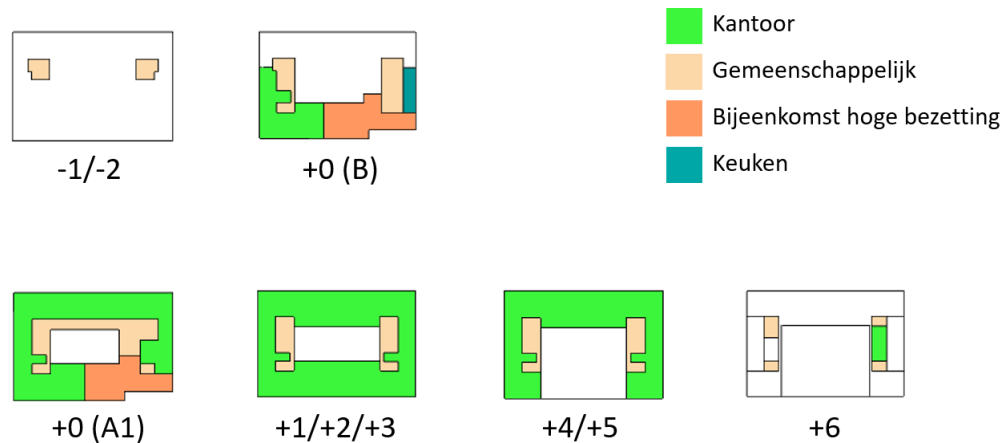 Kantoor
Gemeenschappelijk
Bijeenkomst hoge bezetting
Keuken
-1/-2
+0 (B)
+0 (A1)
+1/+2/+3
+4/+5
+6